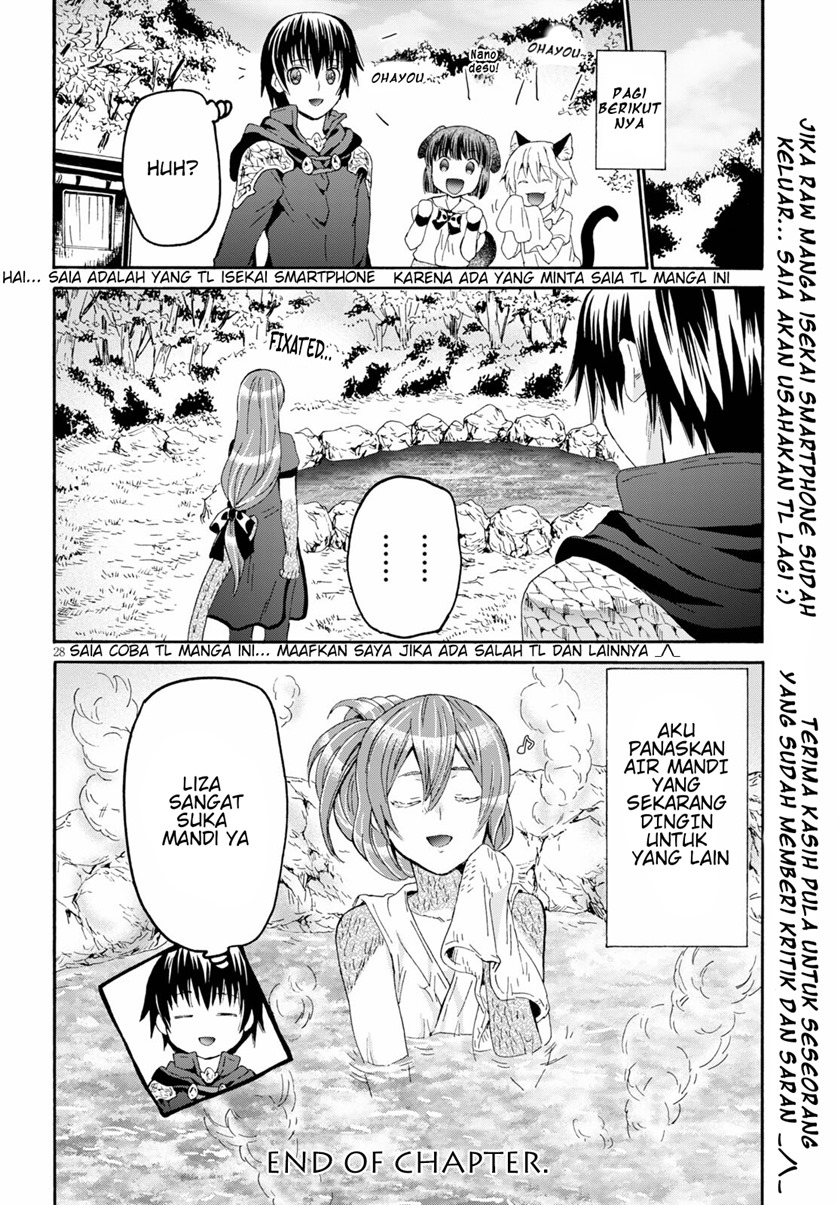 PAGI
BERIKUT
NYA
Nano
desu!
OHAYOU...
OHAYOU...
HUH?
HAI... SAIA ADALAH YANG TL ISEKAI SMARTPHONE KARENA ADA YANG MINTA SAIA TL MANGA INI
FIXATED...
28 SAIA COBA TL MANGA INI... MAAFKAN SAYA JIKA ADA SALAH TL DAN LAINNYA _/\_
AKU
PANASKAN
AIR MANDI
YANG
SEKARANG
DINGIN
UNTUK
YANG LAIN
LIZA
SANGAT
SUKA
MANDI YA
END OF CHAPTER.
JIKA RAW MANGA ISEKAI SMARTPHONE SUDAH
KELUAR... SAIA AKAN USAHAKAN TL LAGI :)
TERIMA KASIH PULA UNTUK SESEORANG
YANG SUDAH MEMBERI KRITIK DAN SARAN _/\_